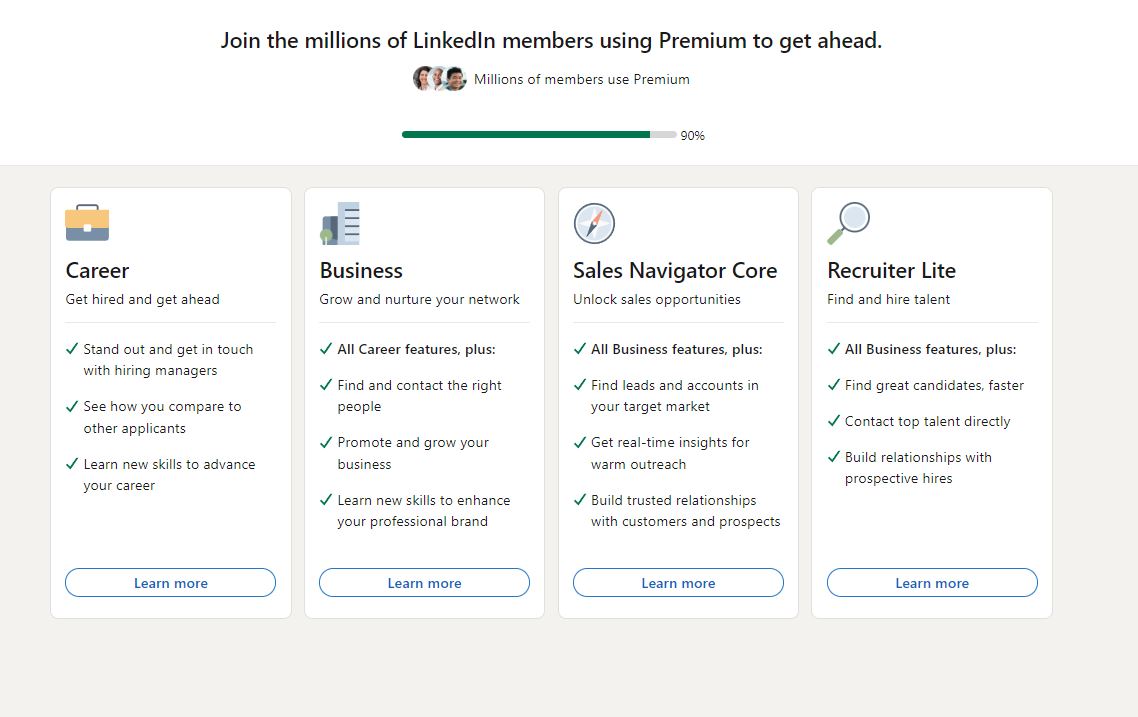 Join the millions of LinkedIn members using Premium to get ahead.
Millions of members use Premium
90%
Career
Get hired and get ahead
Stand out and get in touch
with hiring managers
See how you compare to
other applicants
Learn new skills to advance
your career
Learn more
Business
Grow and nurture your network
All Career features, plus:
Find and contact the right
people
Promote and grow your
business
Learn new skills to enhance
your professional brand
Learn more
Sales Navigator Core
Unlock sales opportunities
All Business features, plus:
Find leads and accounts in
your target market
Get real-time insights for
warm outreach
Build trusted relationships
with customers and prospects
Learn more
Recruiter Lite
Find and hire talent
All Business features, plus:
Find great candidates, faster
Contact top talent directly
Build relationships with
prospective hires
Learn more